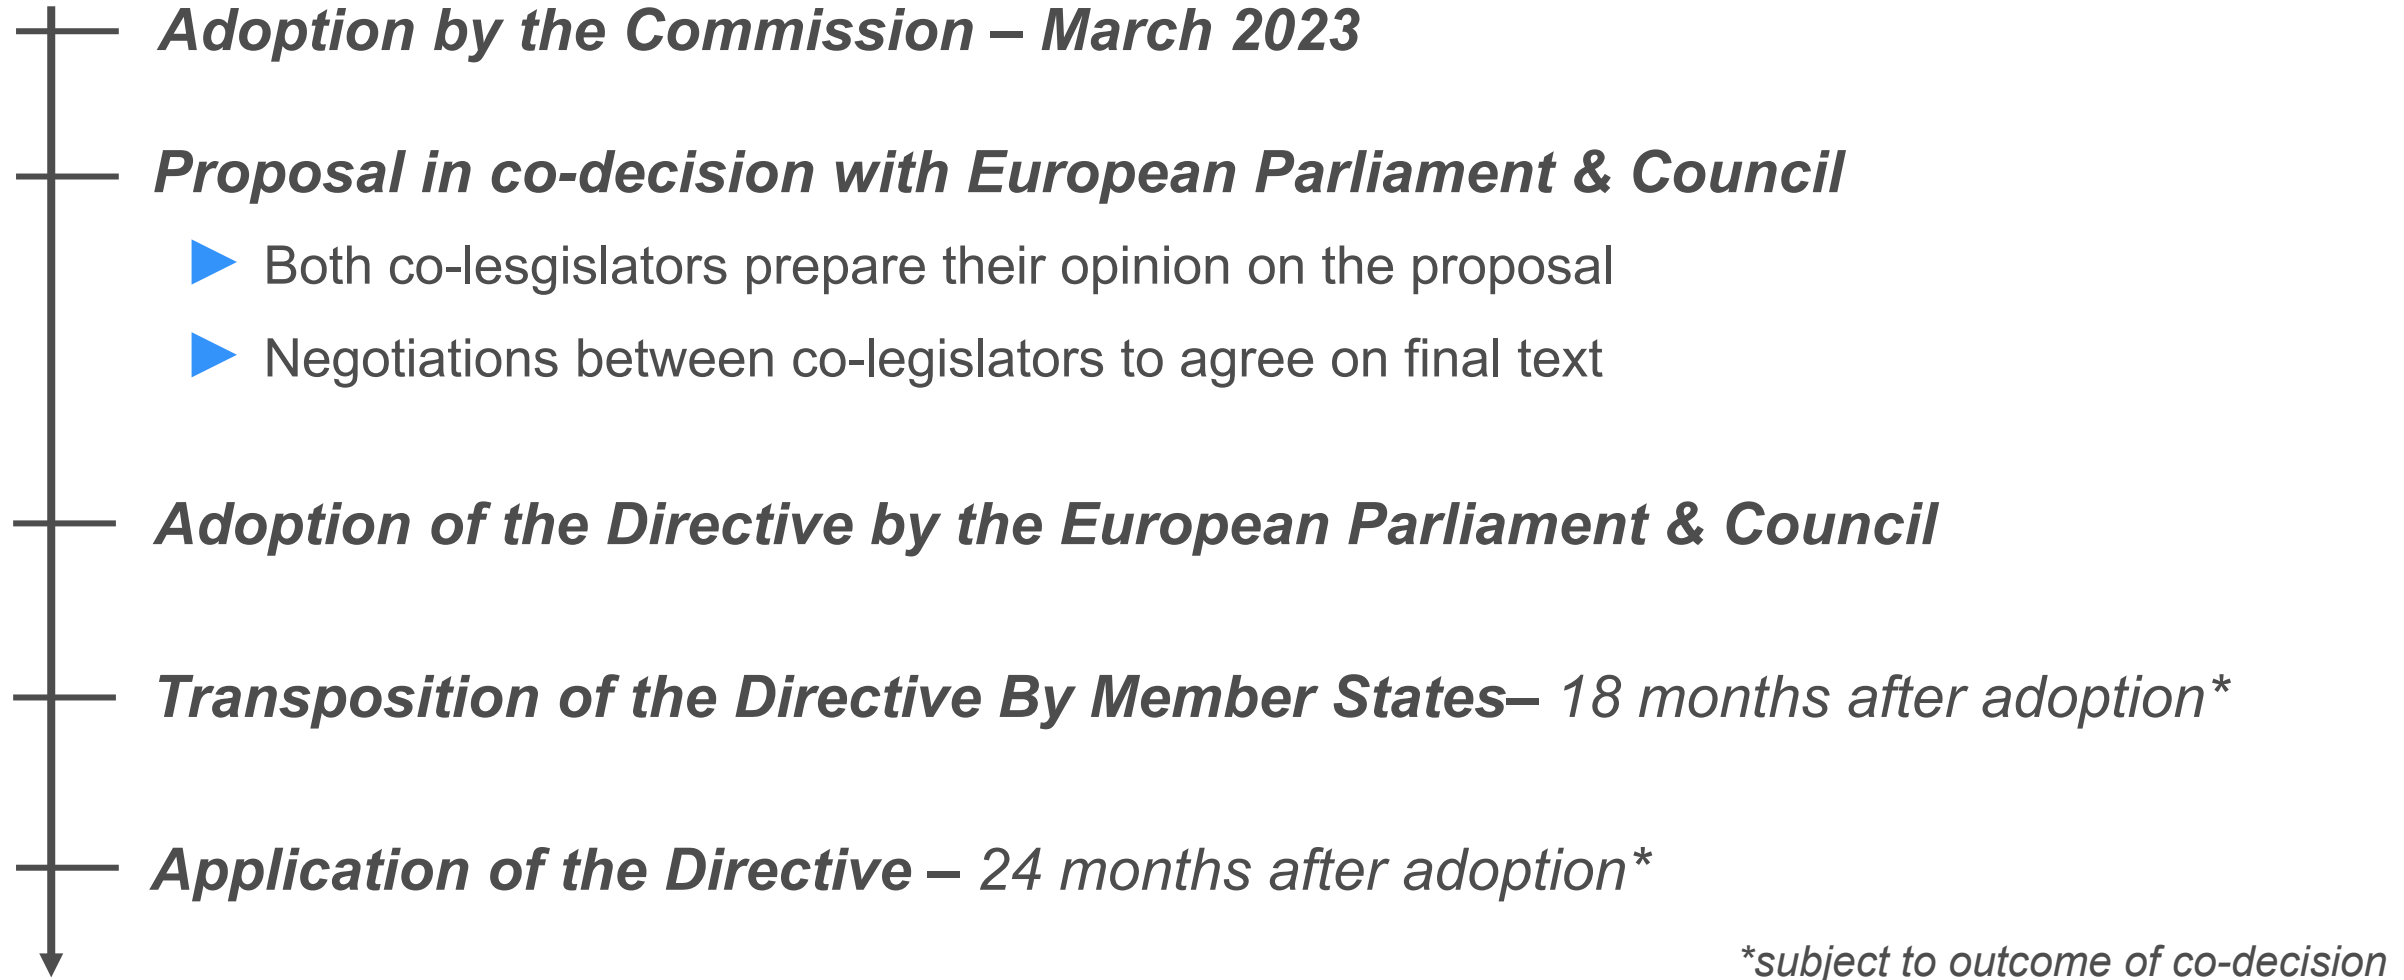 Adoption by the Commission – March 2023
Proposal in co-decision with European Parliament & Council
Both co-lesgislators prepare their opinion on the proposal
Negotiations between co-legislators to agree on final text
Adoption of the Directive by the European Parliament & Council
Transposition of the Directive By Member States– 18 months after adoption*
Application of the Directive – 24 months after adoption*
*subject to outcome of co-decision